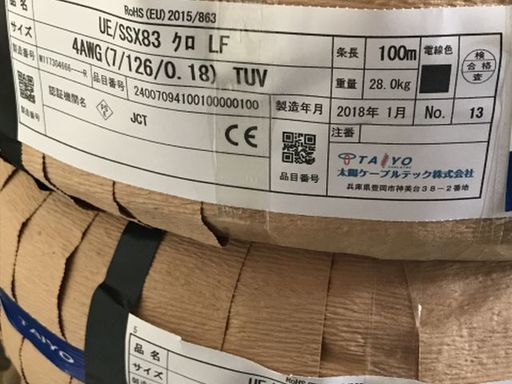 RoHS (EU) 2015/863
品名 UE/SSX83 クロ LF
サイズ 4AWG(7/126/0.18) TUV
条長 100m 電線色
重量 28.0kg
検
合格
査
品目番号 24007094100100000100
製造年月 2018年 1月 No. 13
認証機関名 JCT
CE
品目番号
注番
TAIYO
太陽ケーブルテック株式会社
兵庫県豊岡市神美台38-2番地
TAIYO
品名
サイズ
RoHS (EU)